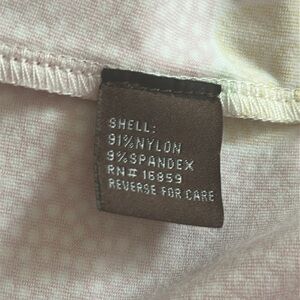 SHELL:
91%NYLON
9%SPANDEX
RN# 16859
REVERSE FOR CARE